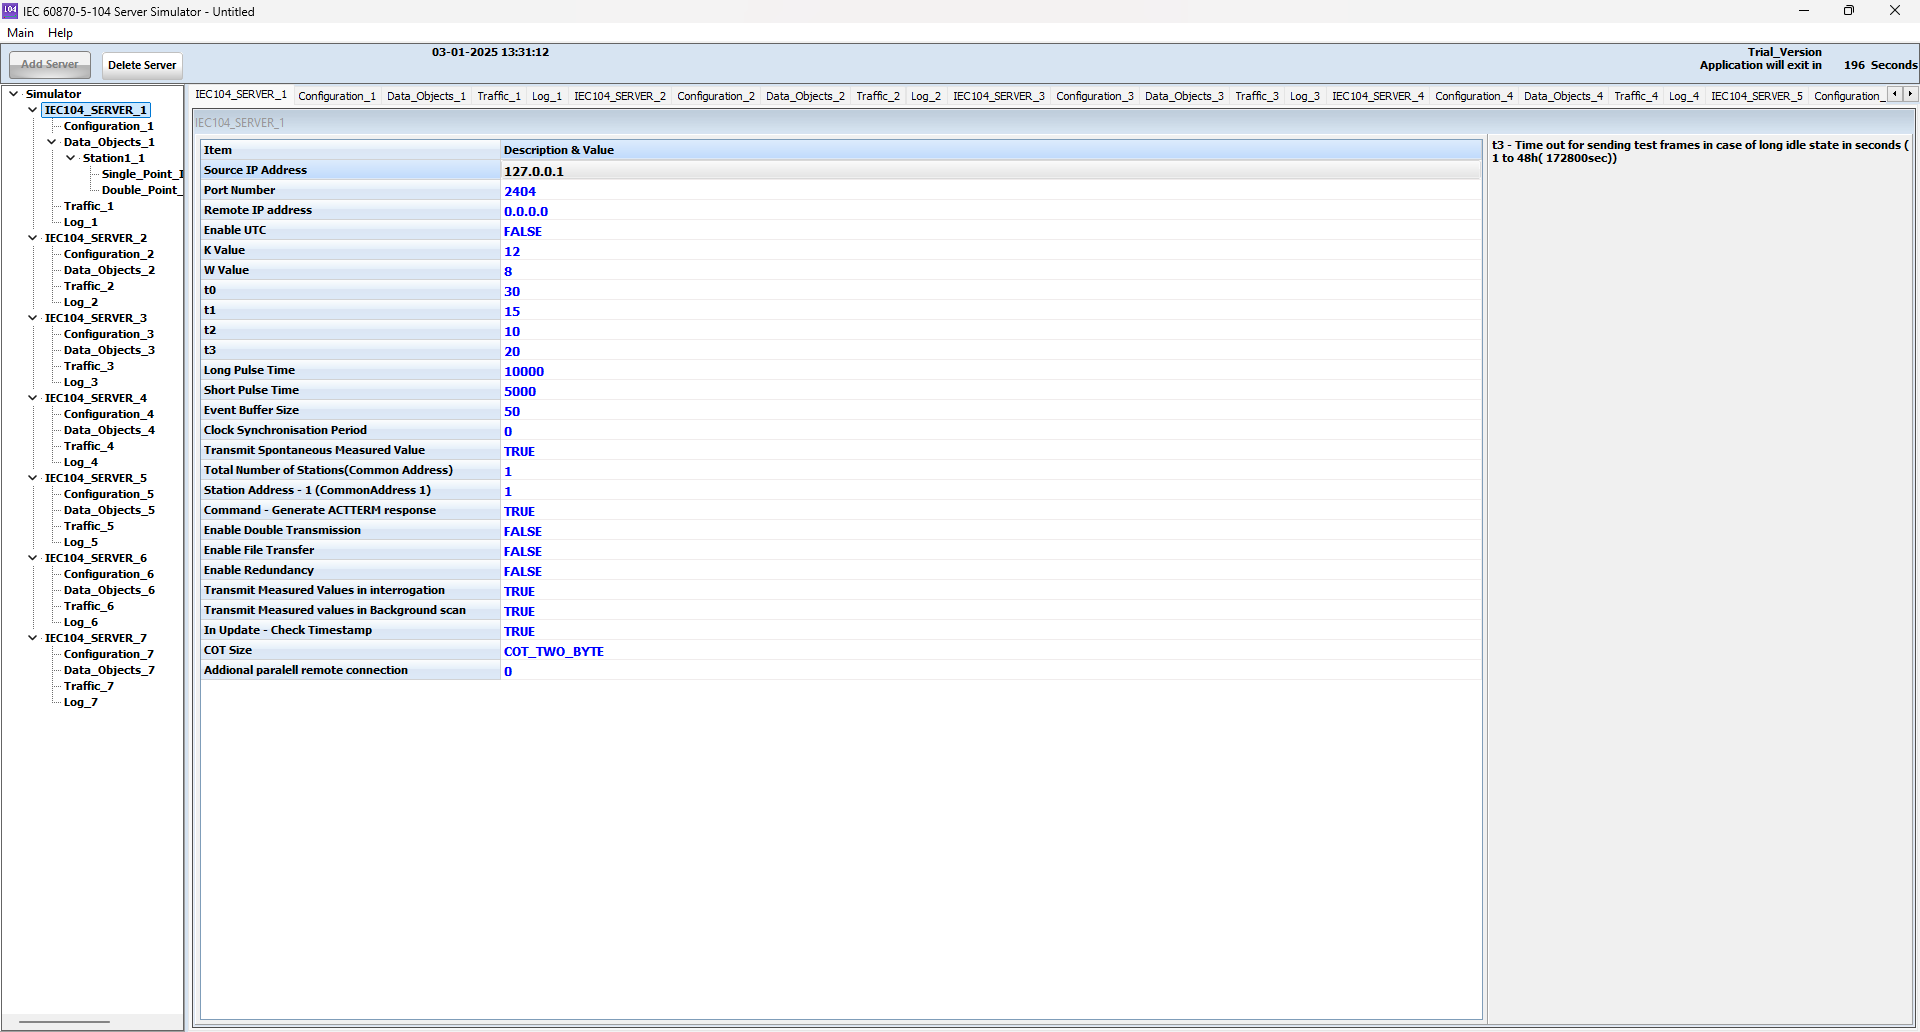 104 IEC 60870-5-104 Server Simulator - Untitled
Main Help
Add Server Delete Server 03-01-2025 13:31:12 Trial_Version
Application will exit in 196 Seconds
Simulator
IEC104_SERVER_1
Configuration_1
Data_Objects_1
Station1_1
Single_Point_I
Double_Point_
Traffic_1
Log_1
IEC104_SERVER_2
Configuration_2
Data_Objects_2
Traffic_2
Log_2
IEC104_SERVER_3
Configuration_3
Data_Objects_3
Traffic_3
Log_3
IEC104_SERVER_4
Configuration_4
Data_Objects_4
Traffic_4
Log_4
IEC104_SERVER_5
Configuration_5
Data_Objects_5
Traffic_5
Log_5
IEC104_SERVER_6
Configuration_6
Data_Objects_6
Traffic_6
Log_6
IEC104_SERVER_7
Configuration_7
Data_Objects_7
Traffic_7
Log_7
IEC104_SERVER_1 Configuration_1 Data_Objects_1 Traffic_1 Log_1 IEC104_SERVER_2 Configuration_2 Data_Objects_2 Traffic_2 Log_2 IEC104_SERVER_3 Configuration_3 Data_Objects_3 Traffic_3 Log_3 IEC104_SERVER_4 Configuration_4 Data_Objects_4 Traffic_4 Log_4 IEC104_SERVER_5 Configuration_
IEC104_SERVER_1
Item Description & Value
Source IP Address 127.0.0.1
Port Number 2404
Remote IP address 0.0.0.0
Enable UTC FALSE
K Value 12
W Value 8
t0 30
t1 15
t2 10
t3 20
Long Pulse Time 10000
Short Pulse Time 5000
Event Buffer Size 50
Clock Synchronisation Period 0
Transmit Spontaneous Measured Value TRUE
Total Number of Stations(Common Address) 1
Station Address - 1 (CommonAddress 1) 1
Command - Generate ACTTERM response TRUE
Enable Double Transmission FALSE
Enable File Transfer FALSE
Enable Redundancy FALSE
Transmit Measured Values in interrogation TRUE
Transmit Measured values in Background scan TRUE
In Update - Check Timestamp TRUE
COT Size COT_TWO_BYTE
Addional paralell remote connection 0
t3 - Time out for sending test frames in case of long idle state in seconds (
1 to 48h( 172800sec))